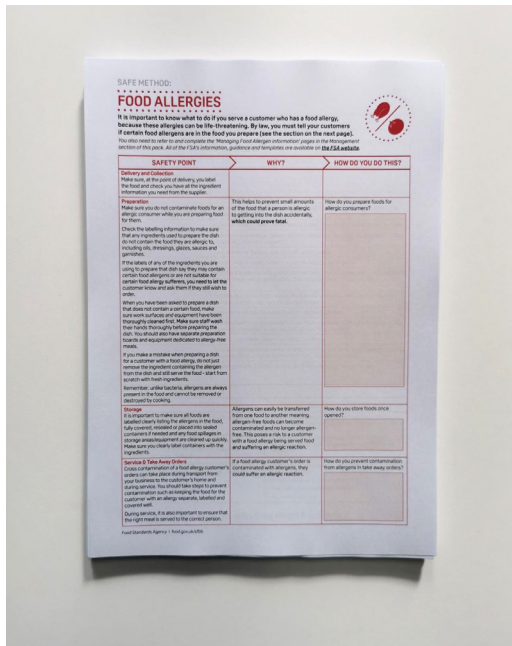 SAFE METHOD:
FOOD ALLERGIES
It is important to know what to do if you serve a customer who has a food allergy,
because these allergies can be life-threatening. By law, you must tell your customers
if certain food allergens are in the food you prepare (see the section on the next page).
You also need to refer to and complete the 'Managing Food Allergen Information' pages in the Management
section of this pack. All of the FSA's information, guidance and templates are available on the FSA website.
SAFETY POINT
WHY?
HOW DO YOU DO THIS?
Delivery and Collection
Make sure, at the point of delivery, you label
the food and check you have all the ingredient
information you need from the supplier.
Preparation
Make sure you do not contaminate foods for an
allergic consumer while you are preparing food
for them.
Check the labelling information to make sure
that any ingredients used to prepare the dish
do not contain the food they are allergic to,
including oils, dressings, glazes, sauces and
garnishes.
If the labels of any of the ingredients you are
using to prepare that dish say they may contain
certain food allergens or are not suitable for
certain food allergy sufferers, you need to let the
customer know and ask them if they still wish to
order.
When you have been asked to prepare a dish
that does not contain a certain food, make
sure work surfaces and equipment have been
thoroughly cleaned first. Make sure staff wash
their hands thoroughly before preparing the
dish. You should also have separate preparation
boards and equipment dedicated to allergy-free
meals.
If you make a mistake when preparing a dish
for a customer with a food allergy, do not just
remove the ingredient containing the allergen
from the dish and still serve the food - start from
scratch with fresh ingredients.
Remember: unlike bacteria, allergens are always
present in the food and cannot be removed or
destroyed by cooking.
This helps to prevent small amounts
of the food that a person is allergic
to getting into the dish accidentally,
which could prove fatal.
How do you prepare foods for
allergic consumers?
Storage
It is important to make sure all foods are
labelled clearly listing the allergens in the food,
fully covered, resealed or placed into sealed
containers if needed and any food spillages in
storage areas/equipment are cleaned up quickly.
Make sure you label containers clearly with the
ingredients.
Allergens can easily be transferred
from one food to another meaning
allergen-free foods can become
contaminated and no longer allergen-
free. This poses a risk to a customer
with a food allergy being served food
and suffering an allergic reaction.
How do you store foods once
opened?
Service & Take Away Orders
Cross contamination of a food allergy customer's
orders can take place during transport from
your business to the customer's home and
during service. You should take steps to prevent
contamination such as keeping the food for the
customer with an allergy separate, labelled and
covered well.
During service, it is also important to ensure that
the right meal is served to the correct person.
If a food allergy customer's order is
contaminated with allergens, they
could suffer an allergic reaction.
How do you prevent contamination
from allergens in take away orders?
Food Standards Agency | food.gov.uk/sfbb